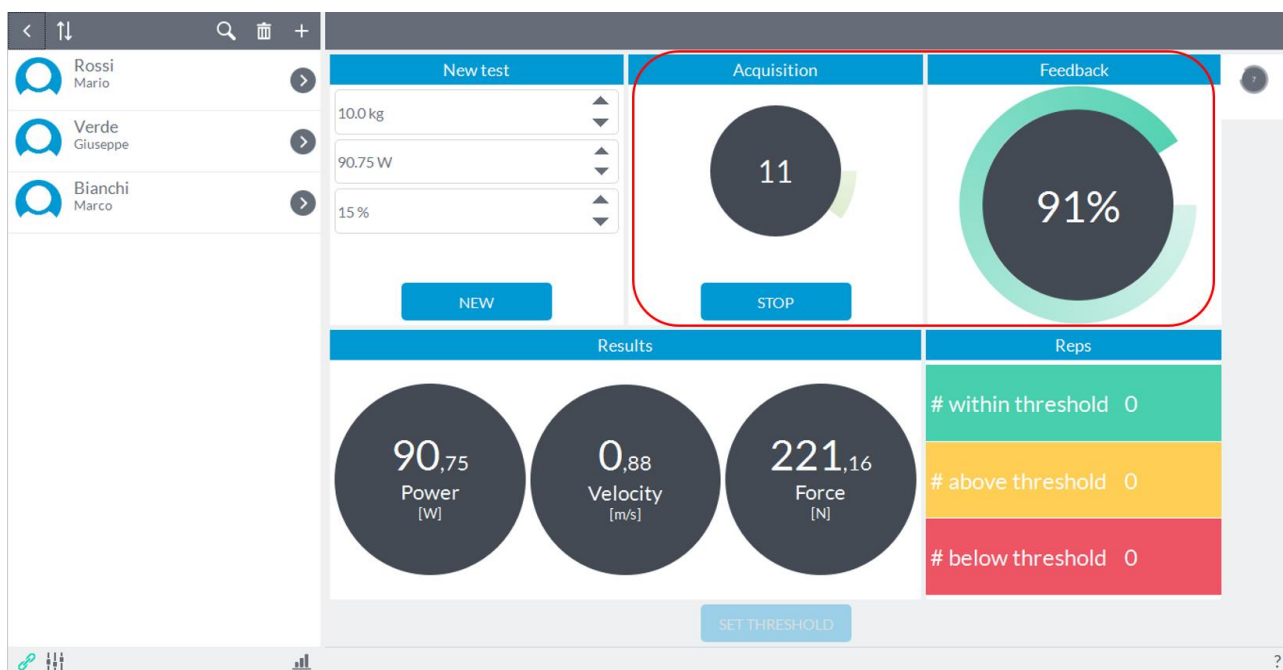 Rossi
Mario
Verde
Giuseppe
Bianchi
Marco
New test
10.0 kg
90.75 W
15 %
NEW
Acquisition
11
STOP
Feedback
91%
Results
90,75
Power
[W]
0,88
Velocity
[m/s]
221,16
Force
[N]
Reps
# within threshold 0
# above threshold 0
# below threshold 0
SET THRESHOLD
?